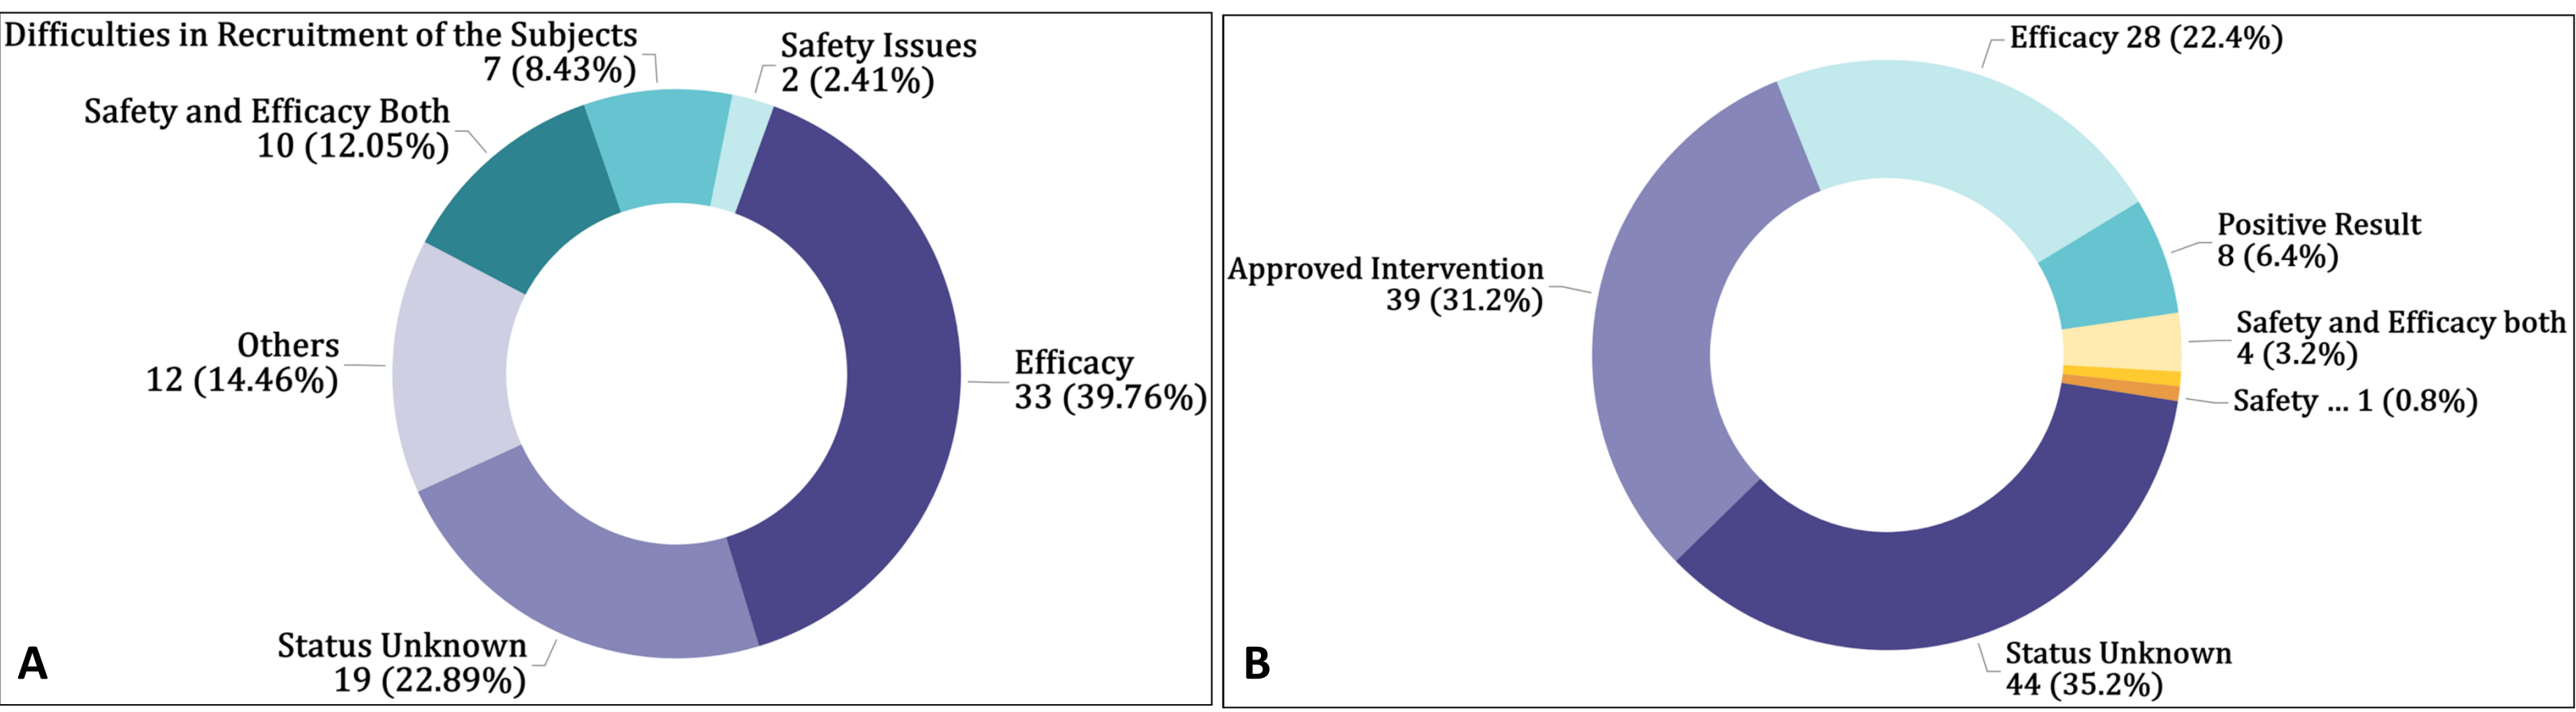 Difficulties in Recruitment of the Subjects
7 (8.43%)
Safety Issues
2 (2.41%)
Safety and Efficacy Both
10 (12.05%)
Others
12 (14.46%)
Efficacy
33 (39.76%)
Status Unknown
19 (22.89%)
A
Efficacy 28 (22.4%)
Positive Result
8 (6.4%)
Approved Intervention
39 (31.2%)
Safety and Efficacy both
4 (3.2%)
Safety ... 1 (0.8%)
Status Unknown
44 (35.2%)
B